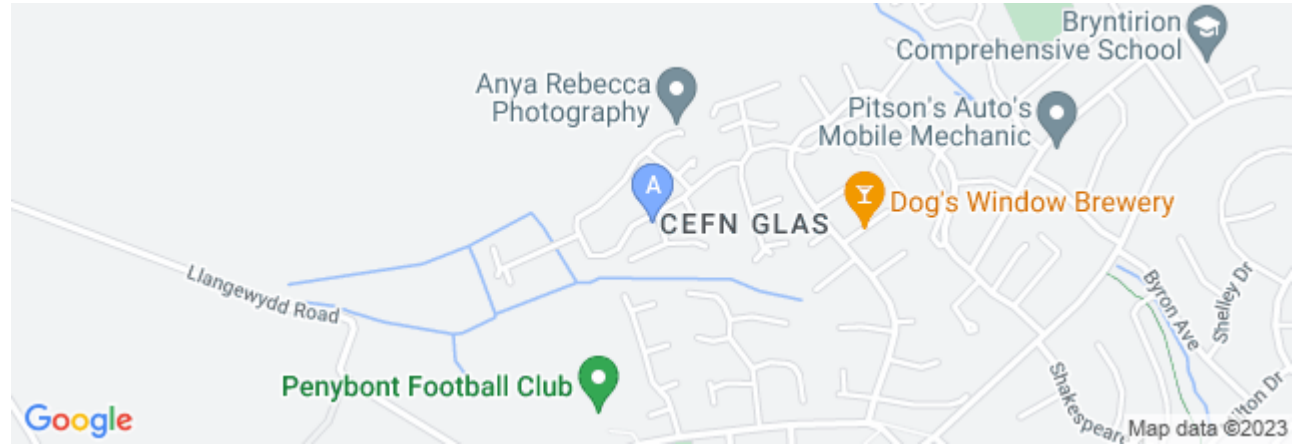 Bryntirion
Comprehensive School
Anya Rebecca
Photography
Pitson's Auto's
Mobile Mechanic
A
CEFN GLAS
Dog's Window Brewery
Llangewydd Road
Byron Ave
Shelley Dr
Penybont Football Club
Shakespeare
Google
Map data ©2023